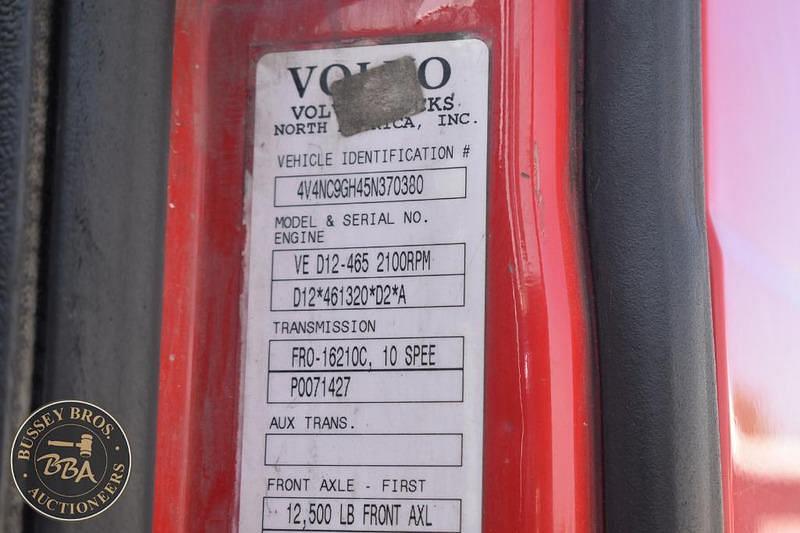 VOLVO
VOL CKS
NORTH RICA, INC.
VEHICLE IDENTIFICATION #
4V4NC9GH45N370380
MODEL & SERIAL NO.
ENGINE
VE D12-465 2100RPM
D12*461320*D2*A
TRANSMISSION
FRO-16210C, 10 SPEE
P0071427
AUX TRANS.
FRONT AXLE - FIRST
12,500 LB FRONT AXL
BUSSEY BROS.
BBA
AUCTIONEERS